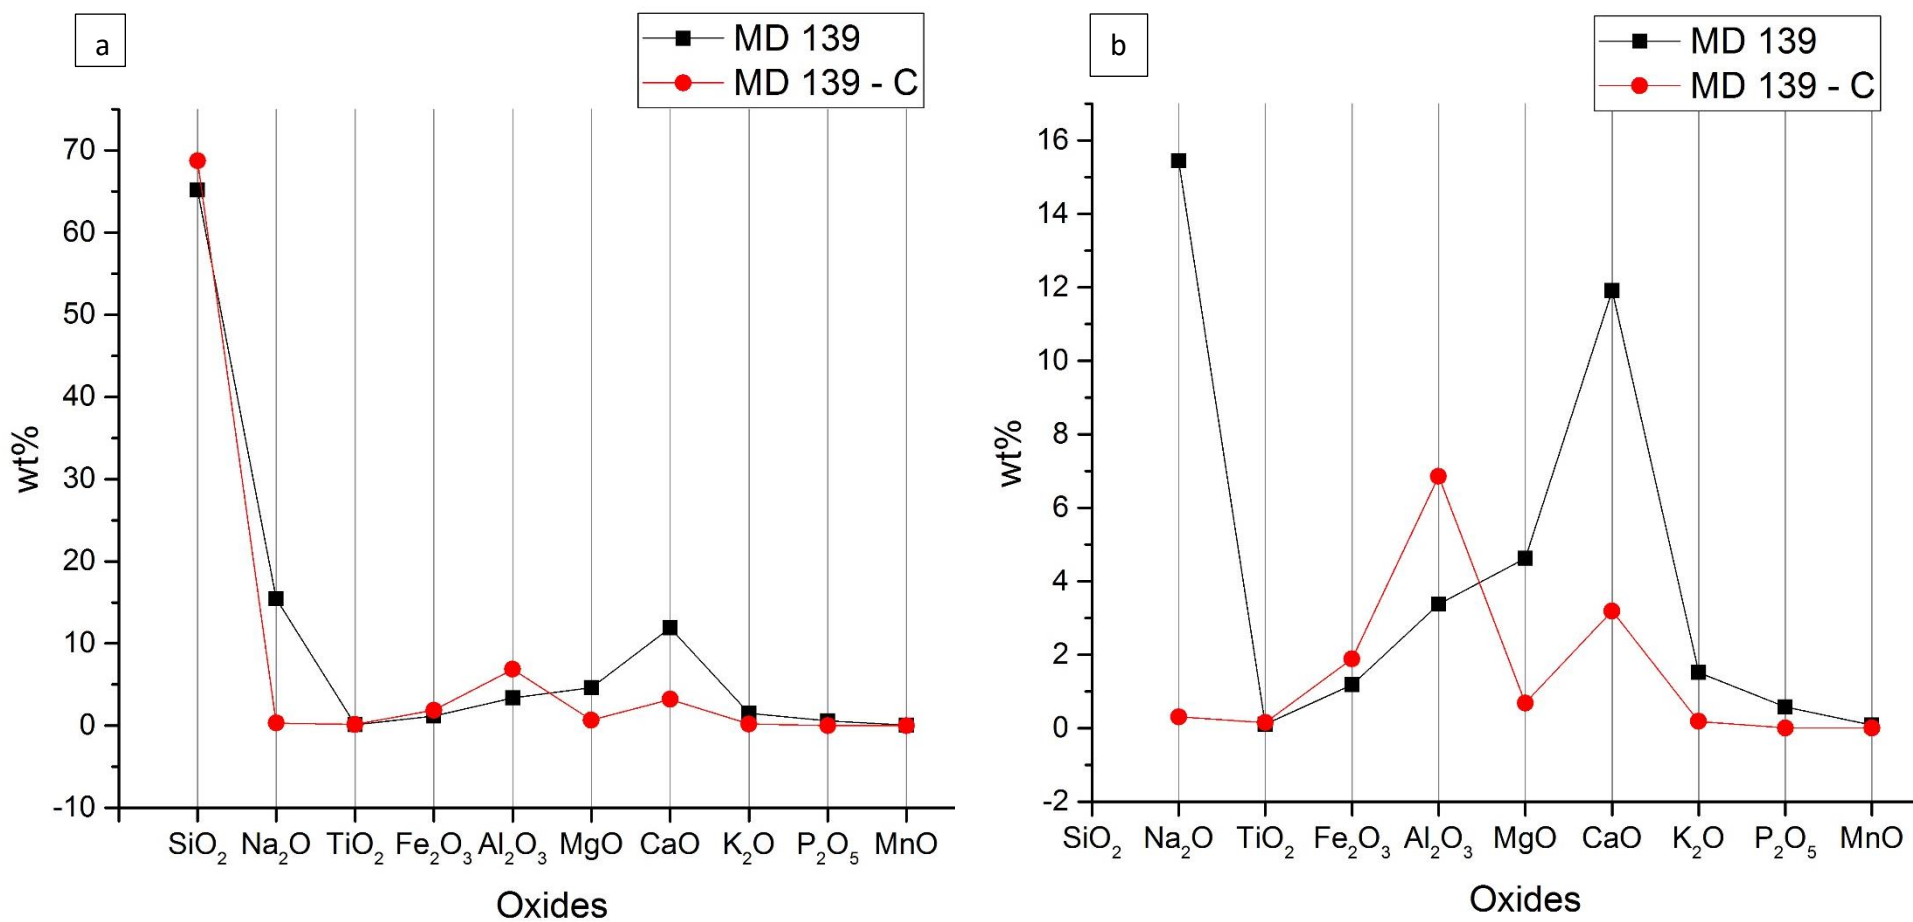 a
MD 139
MD 139 - C
70
60
50
40
30
20
10
0
-10
wt%
SiO₂ Na₂O TiO₂ Fe₂O₃ Al₂O₃ MgO CaO K₂O P₂O₅ MnO
Oxides
b
MD 139
MD 139 - C
16
14
12
10
8
6
4
2
0
-2
wt%
SiO₂ Na₂O TiO₂ Fe₂O₃ Al₂O₃ MgO CaO K₂O P₂O₅ MnO
Oxides